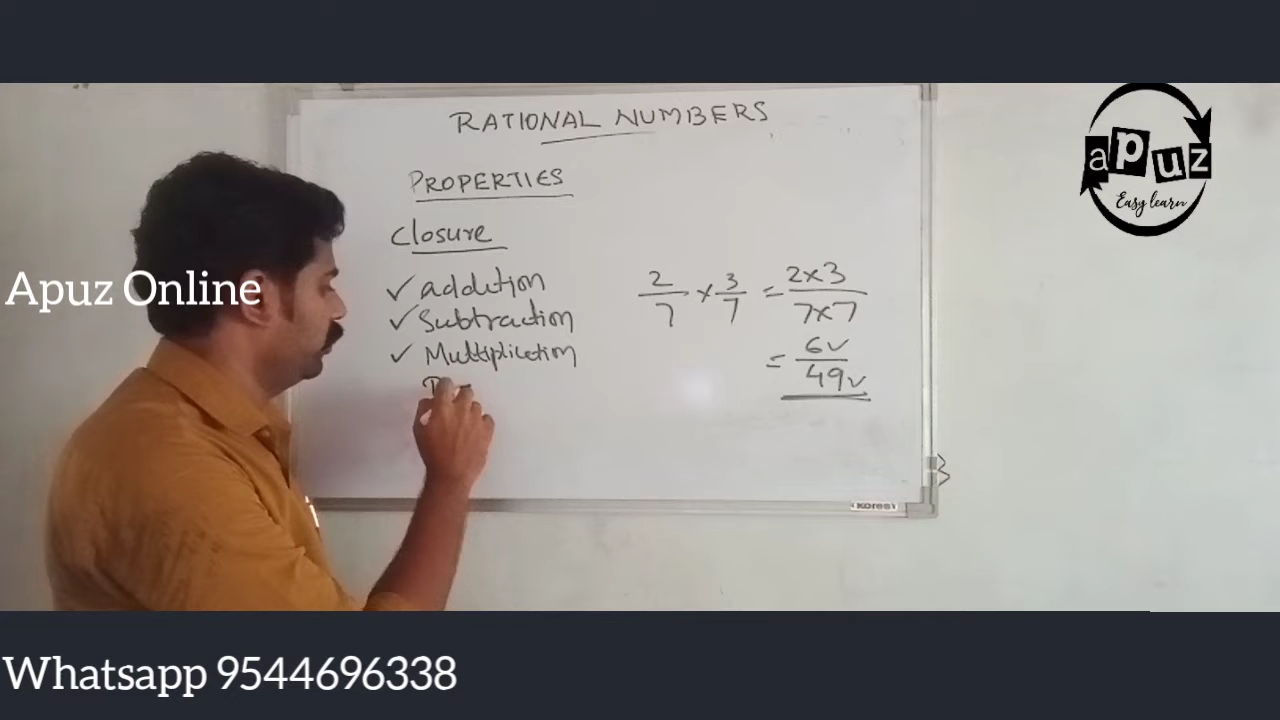 RATIONAL NUMBERS
PROPERTIES
Closure
✓ addition
✓ Subtraction
✓ Multiplication
2/7 × 3/7 = 2×3/7×7
= 6✓/49✓
apuz
Easy learn
Apuz Online
KORES
Whatsapp 9544696338